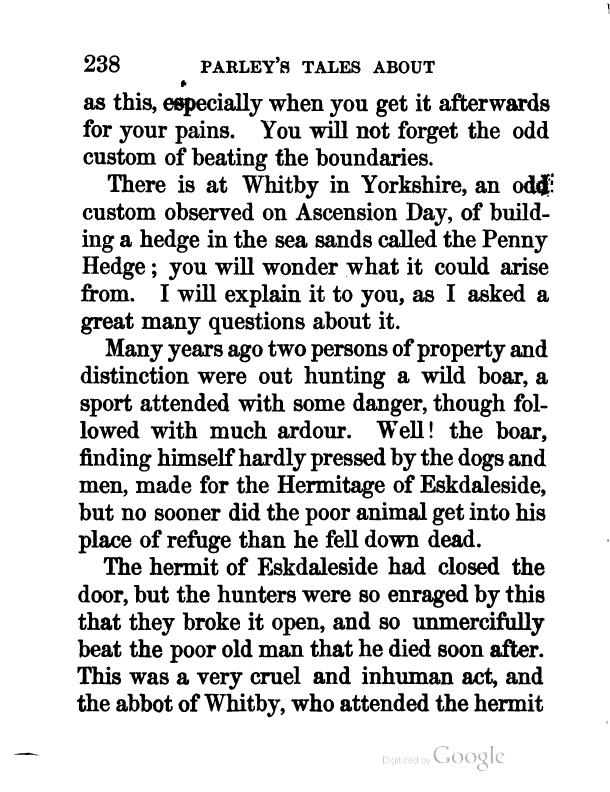 238 PARLEY'S TALES ABOUT
as this, especially when you get it afterwards
for your pains. You will not forget the odd
custom of beating the boundaries.
There is at Whitby in Yorkshire, an odd
custom observed on Ascension Day, of build-
ing a hedge in the sea sands called the Penny
Hedge; you will wonder what it could arise
from. I will explain it to you, as I asked a
great many questions about it.
Many years ago two persons of property and
distinction were out hunting a wild boar, a
sport attended with some danger, though fol-
lowed with much ardour. Well! the boar,
finding himself hardly pressed by the dogs and
men, made for the Hermitage of Eskdaleside,
but no sooner did the poor animal get into his
place of refuge than he fell down dead.
The hermit of Eskdaleside had closed the
door, but the hunters were so enraged by this
that they broke it open, and so unmercifully
beat the poor old man that he died soon after.
This was a very cruel and inhuman act, and
the abbot of Whitby, who attended the hermit
Digitized by Google